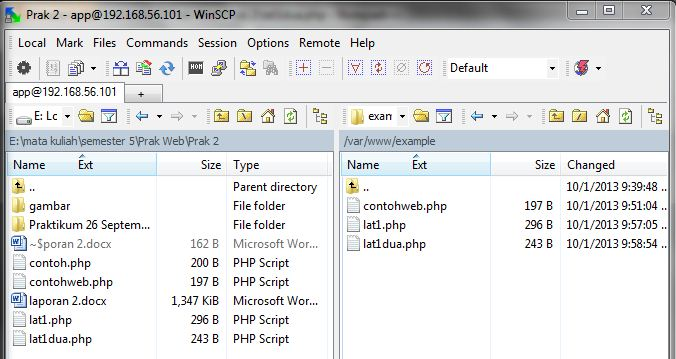 Prak 2 - app@192.168.56.101 - WinSCP
Local Mark Files Commands Session Options Remote Help
Default
app@192.168.56.101 +
E: Lc
exan
E:\mata kuliah\semester 5\Prak Web\Prak 2
/var/www/example
Name Ext Size Type
Name Ext Size Changed
.. Parent directory
.. 10/1/2013 9:39:48 ..
gambar File folder
contohweb.php 197 B 10/1/2013 9:51:04 ..
Praktikum 26 Septem... File folder
lat1.php 296 B 10/1/2013 9:57:05 ..
~$poran 2.docx 162 B Microsoft Wor...
lat1dua.php 243 B 10/1/2013 9:58:54 ..
contoh.php 200 B PHP Script
contohweb.php 197 B PHP Script
laporan 2.docx 1,347 KiB Microsoft Wor...
lat1.php 296 B PHP Script
lat1dua.php 243 B PHP Script